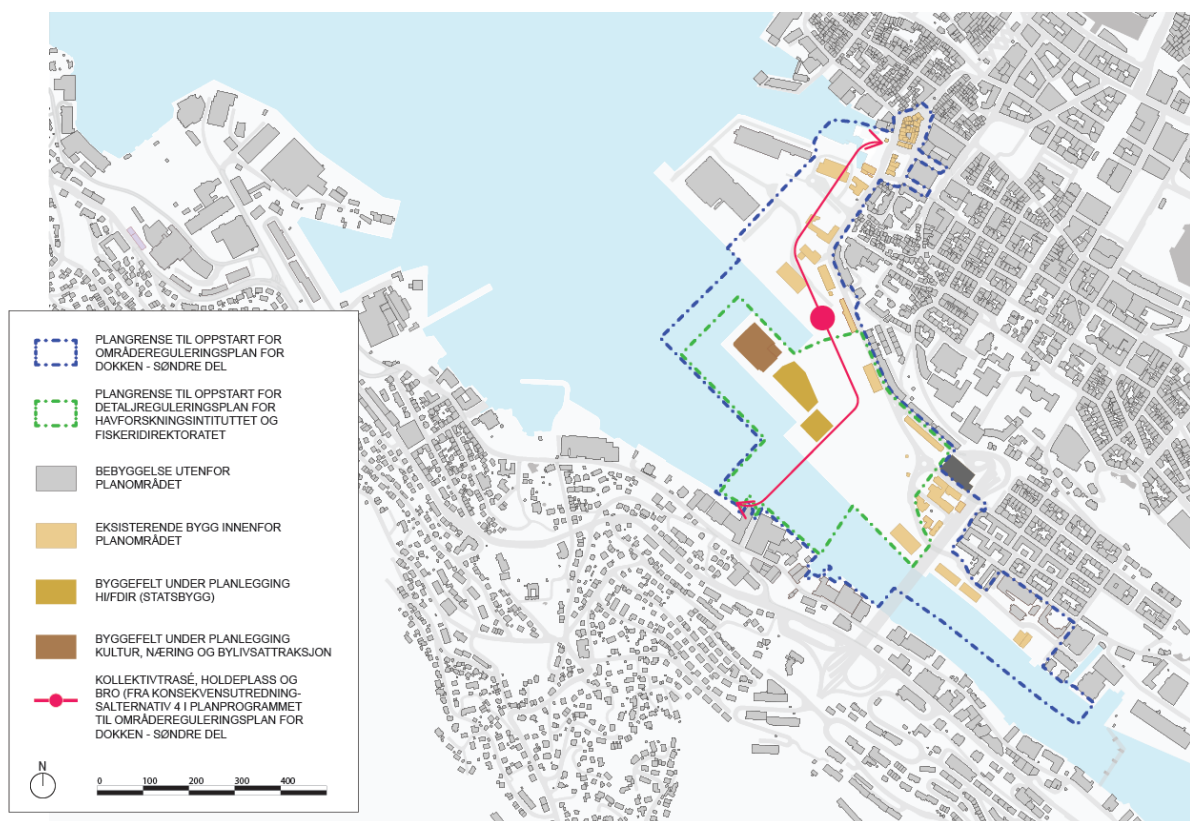 PLANGRENSE TIL OPPSTART FOR
OMRÅDEREGULERINGSPLAN FOR
DOKKEN - SØNDRE DEL
PLANGRENSE TIL OPPSTART FOR
DETALJREGULERINGSPLAN FOR
HAVFORSKNINGSINTITUTTET OG
FISKERIDIREKTORATET
BEBYGGELSE UTENFOR
PLANOMRÅDET
EKSISTERENDE BYGG INNENFOR
PLANOMRÅDET
BYGGEFELT UNDER PLANLEGGING
HI/FDIR (STATSBYGG)
BYGGEFELT UNDER PLANLEGGING
KULTUR, NÆRING OG BYLIVSATTRAKSJON
KOLLEKTIVTRASÉ, HOLDEPLASS OG
BRO (FRA KONSEKVENSUTREDNING-
SALTERNATIV 4 I PLANPROGRAMMET
TIL OMRÅDEREGULERINGSPLAN FOR
DOKKEN - SØNDRE DEL
N
0 100 200 300 400